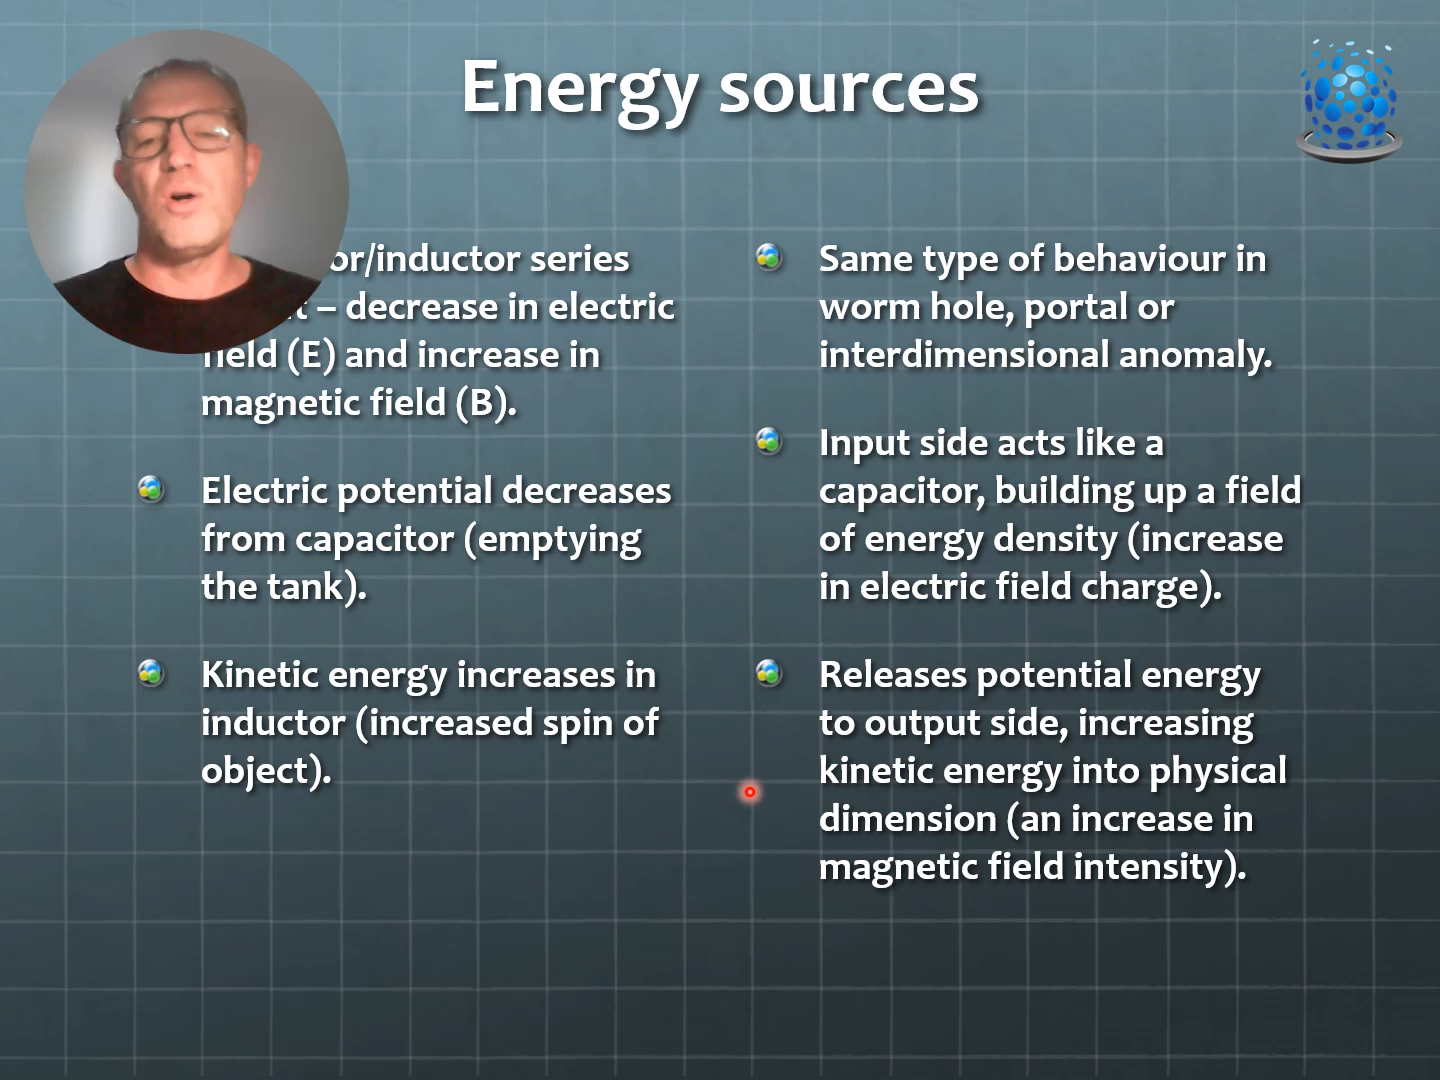 Energy sources
or/inductor series
– decrease in electric
field (E) and increase in
magnetic field (B).
Electric potential decreases
from capacitor (emptying
the tank).
Kinetic energy increases in
inductor (increased spin of
object).
Same type of behaviour in
worm hole, portal or
interdimensional anomaly.
Input side acts like a
capacitor, building up a field
of energy density (increase
in electric field charge).
Releases potential energy
to output side, increasing
kinetic energy into physical
dimension (an increase in
magnetic field intensity).